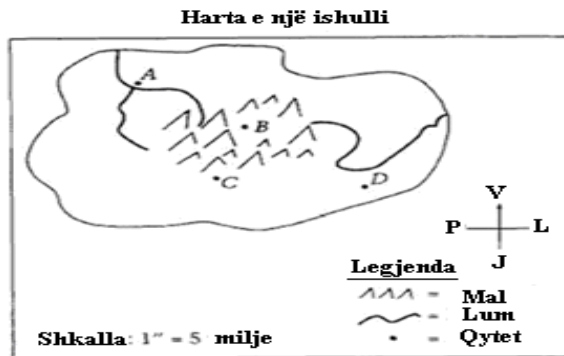 Harta e një ishulli
A
B
C
D
V
P L
J
Legjenda
= Mal
= Lum
• = Qytet
Shkalla: 1″ = 5 milje